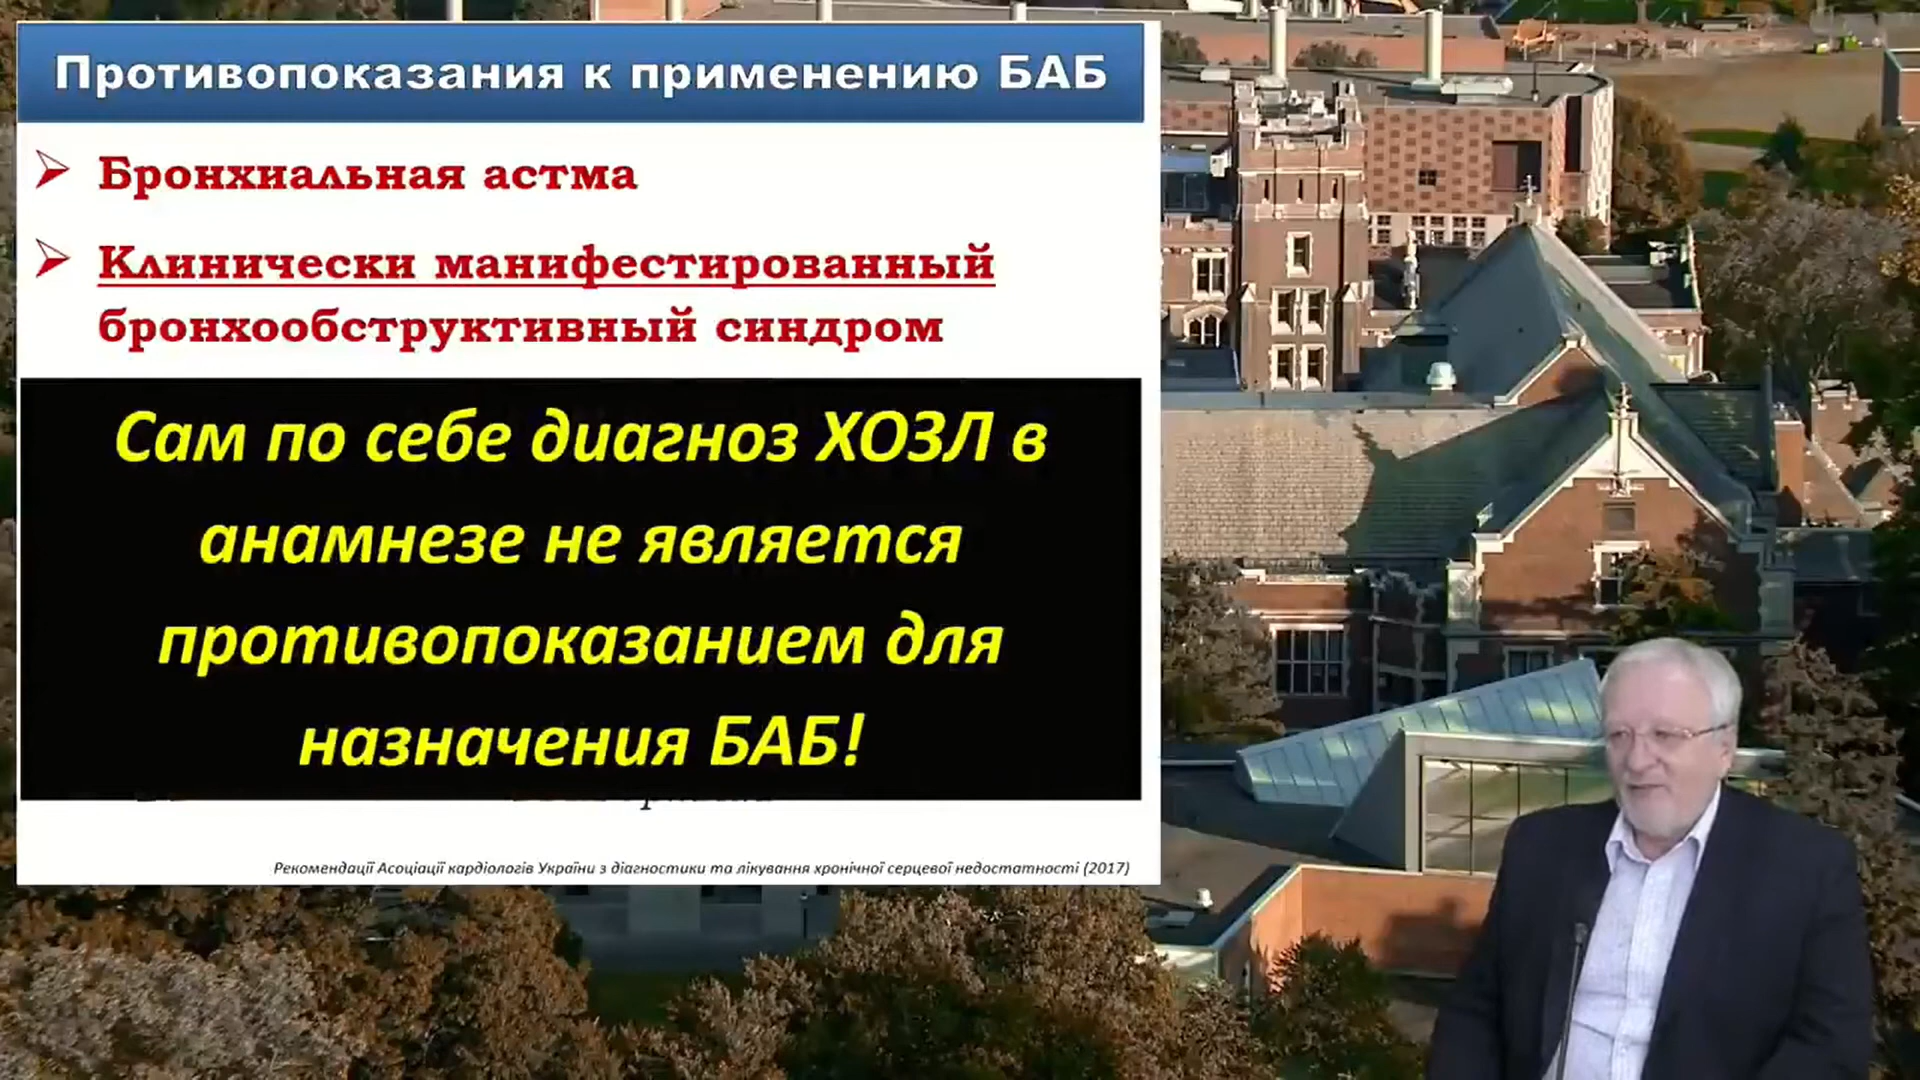 Противопоказания к применению БАБ
Бронхиальная астма
Клинически манифестированный
бронхообструктивный синдром
Сам по себе диагноз ХОЗЛ в
анамнезе не является
противопоказанием для
назначения БАБ!
Рекомендації Асоціації кардіологів України з діагностики та лікування хронічної серцевої недостатності (2017)